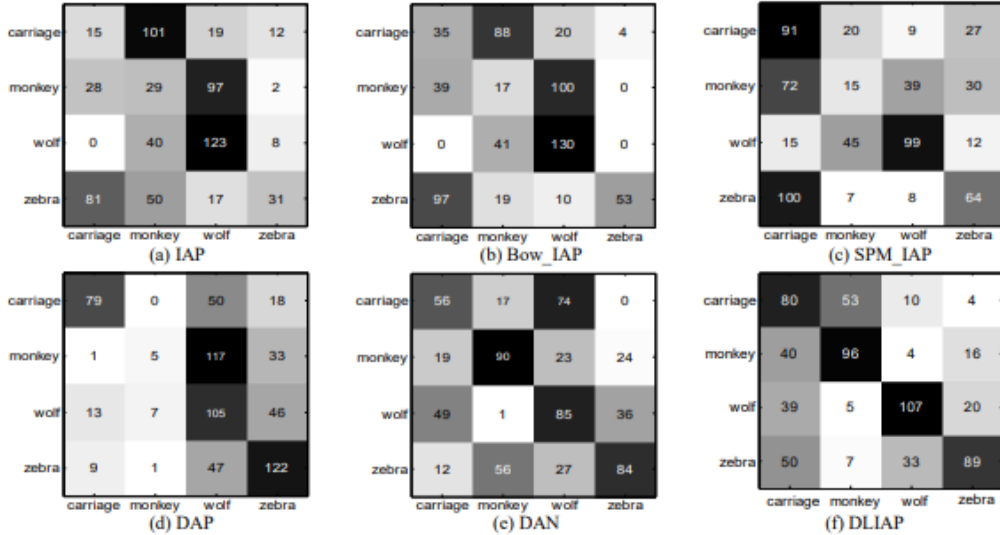 carriage 15 101 19 12
monkey 28 29 97 2
wolf 0 40 123 8
zebra 81 50 17 31
carriage monkey wolf zebra
(a) IAP
35 88 20 4
39 17 100 0
0 41 130 0
97 19 10 53
carriage monkey wolf zebra
(b) Bow_IAP
carriage 91 20 9 27
monkey 72 15 39 30
wolf 15 45 99 12
zebra 100 7 8 64
carriage monkey wolf zebra
(c) SPM_IAP
carriage 79 0 50 18
monkey 1 5 117 33
wolf 13 7 105 46
zebra 9 1 47 122
carriage monkey wolf zebra
(d) DAP
carriage 56 17 74 0
monkey 19 90 23 24
wolf 49 1 85 36
zebra 12 56 27 84
carriage monkey wolf zebra
(e) DAN
carriage 80 53 10 4
monkey 40 96 4 16
wolf 39 5 107 20
zebra 50 7 33 89
carriage monkey wolf zebra
(f) DLIAP